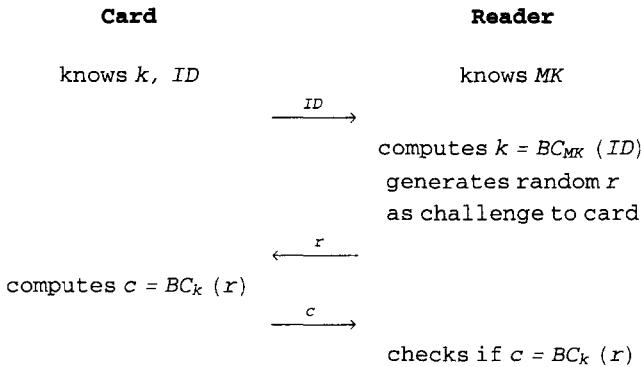 Card Reader
knows k, ID knows MK
ID
computes k = BC_MK (ID)
generates random r
as challenge to card
r
computes c = BC_k (r)
c
checks if c = BC_k (r)